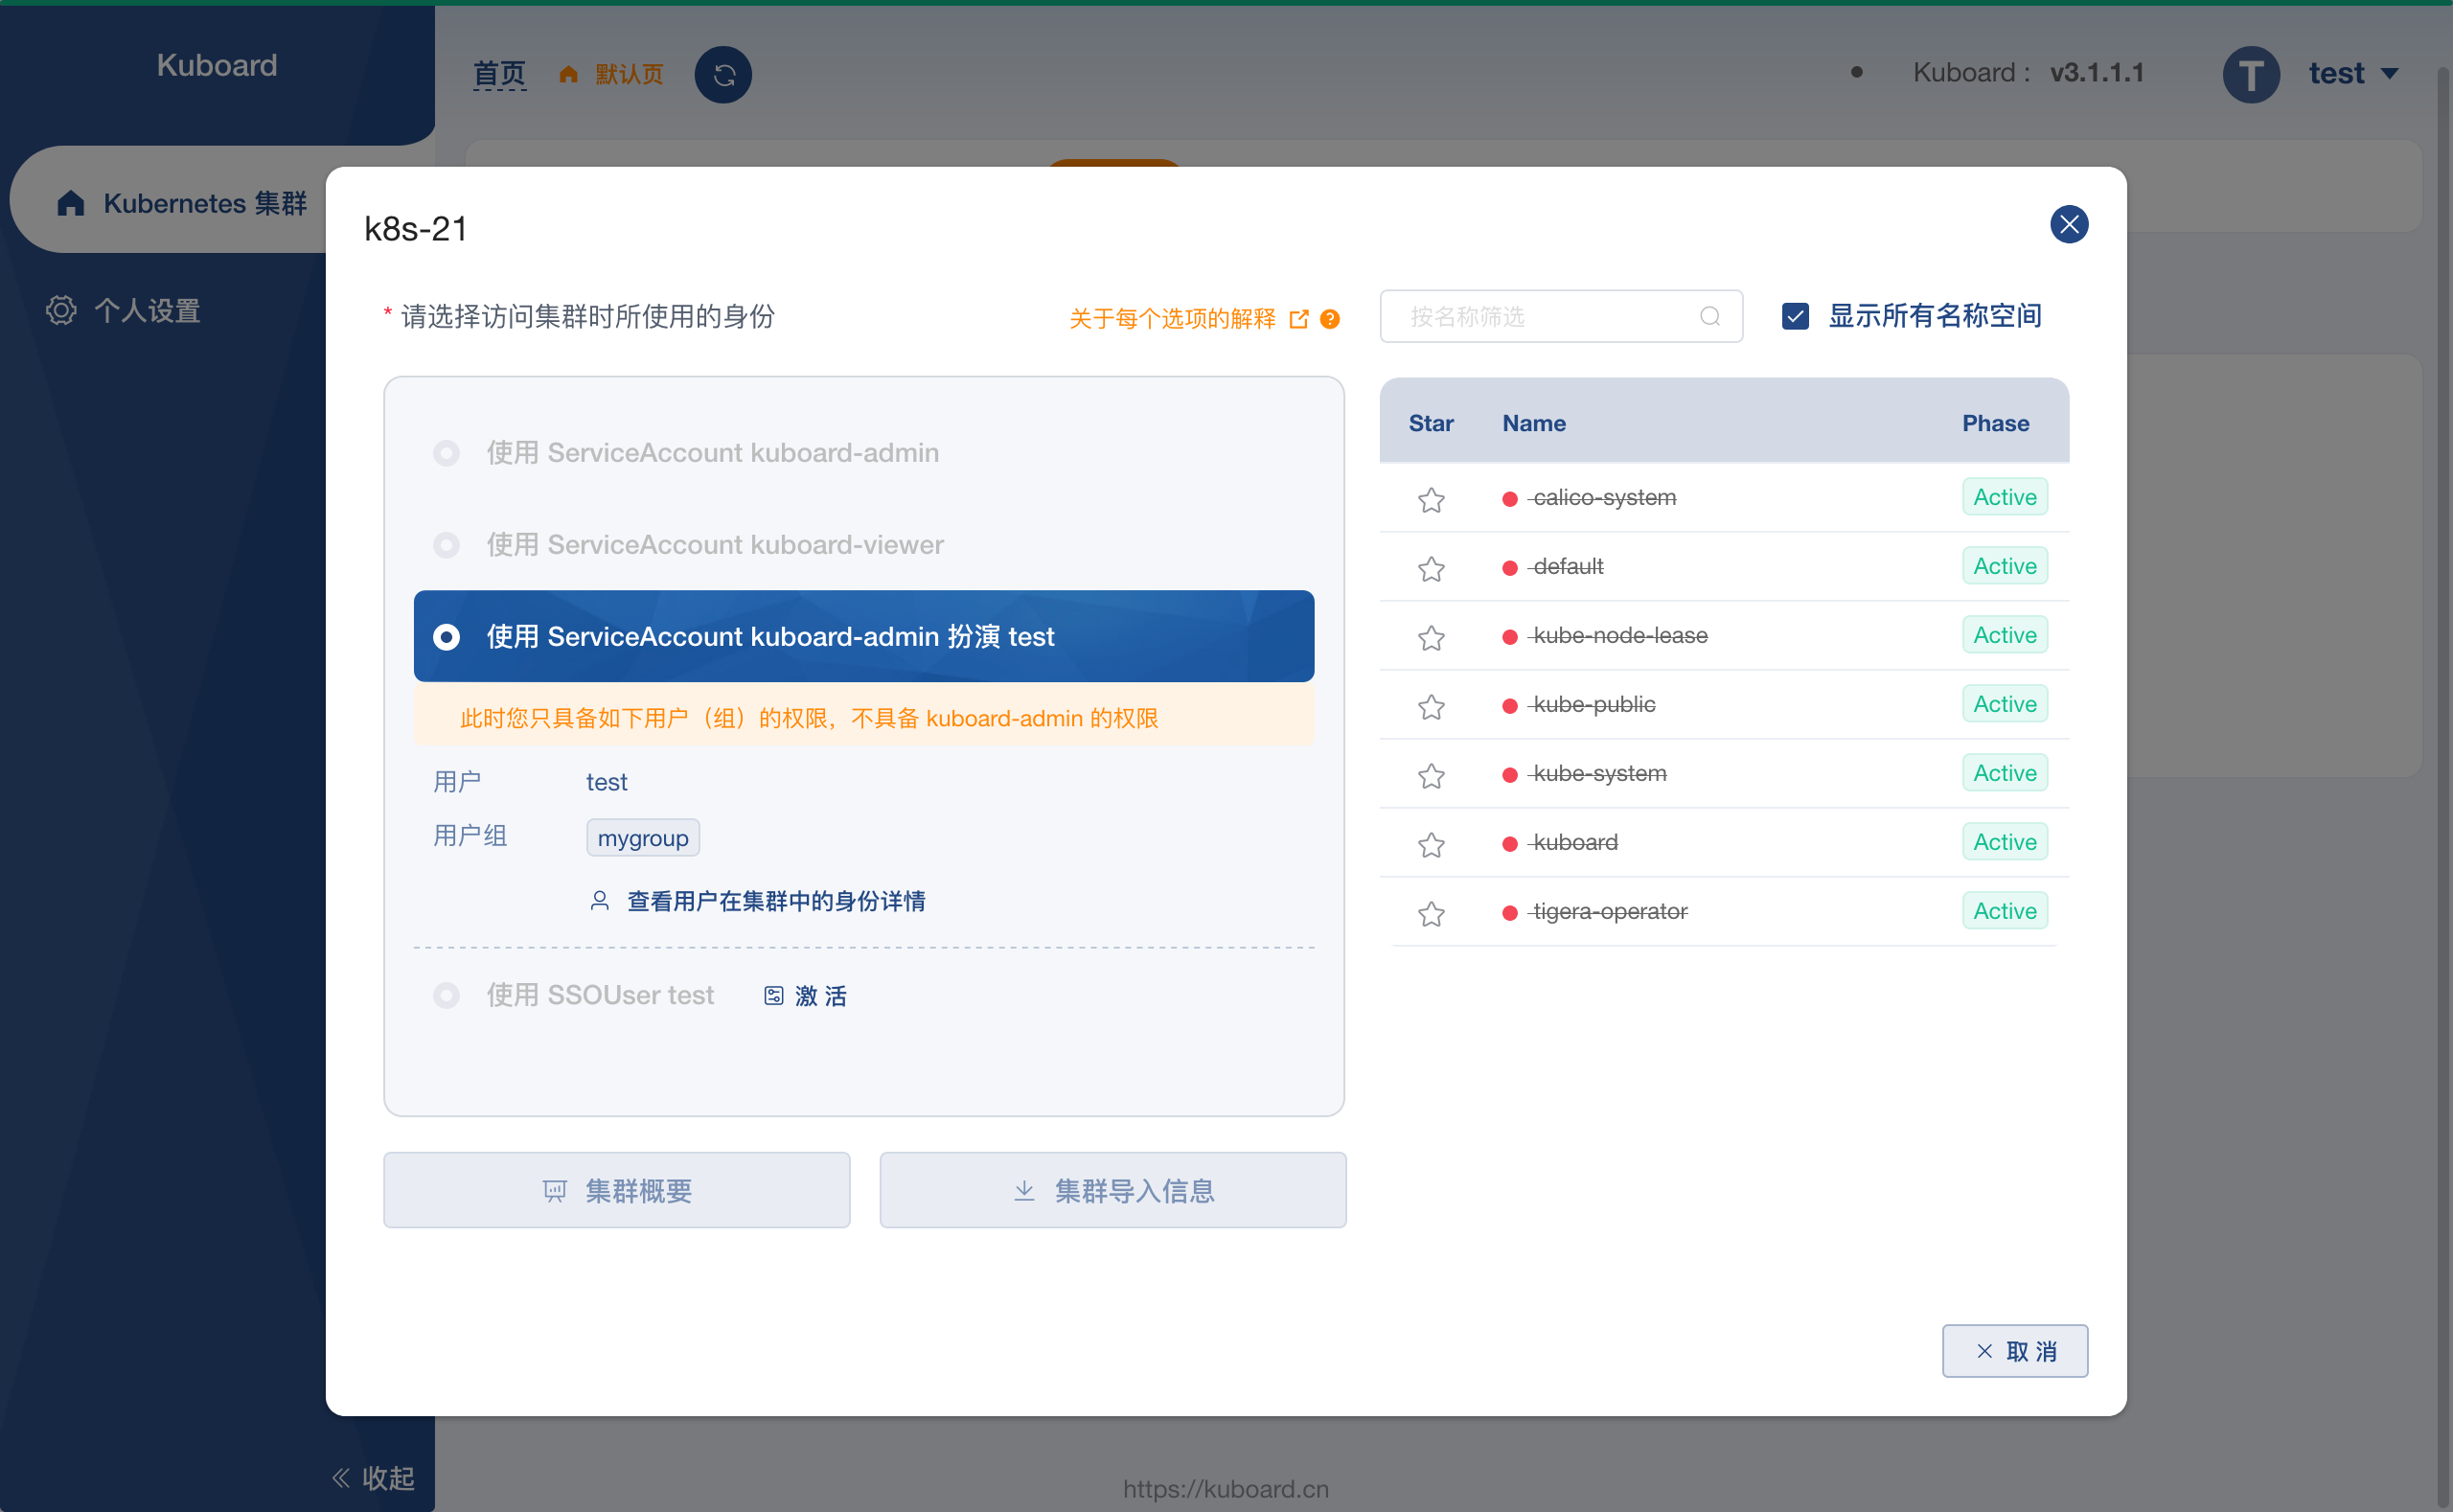 Kuboard
首页 默认页
Kuboard : v3.1.1.1
T test
Kubernetes 集群
个人设置
k8s-21
* 请选择访问集群时所使用的身份
关于每个选项的解释
按名称筛选
显示所有名称空间
使用 ServiceAccount kuboard-admin
使用 ServiceAccount kuboard-viewer
使用 ServiceAccount kuboard-admin 扮演 test
此时您只具备如下用户（组）的权限，不具备 kuboard-admin 的权限
用户 test
用户组 mygroup
查看用户在集群中的身份详情
使用 SSOUser test 激 活
集群概要
集群导入信息
Star Name Phase
calico-system Active
default Active
kube-node-lease Active
kube-public Active
kube-system Active
kuboard Active
tigera-operator Active
取 消
收起
https://kuboard.cn